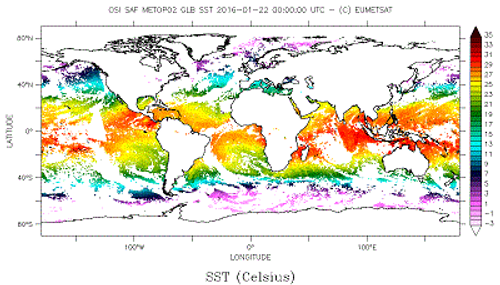 OSI SAF METOP02 GLB SST 2016-01-22 00:00:00 UTC - (C) EUMETSAT
80°N
40°N
0°
40°S
80°S
LATITUDE
100°W
0°
100°E
LONGITUDE
35
33
31
29
27
25
23
21
19
17
15
13
11
9
7
5
3
1
-1
-3
SST (Celsius)